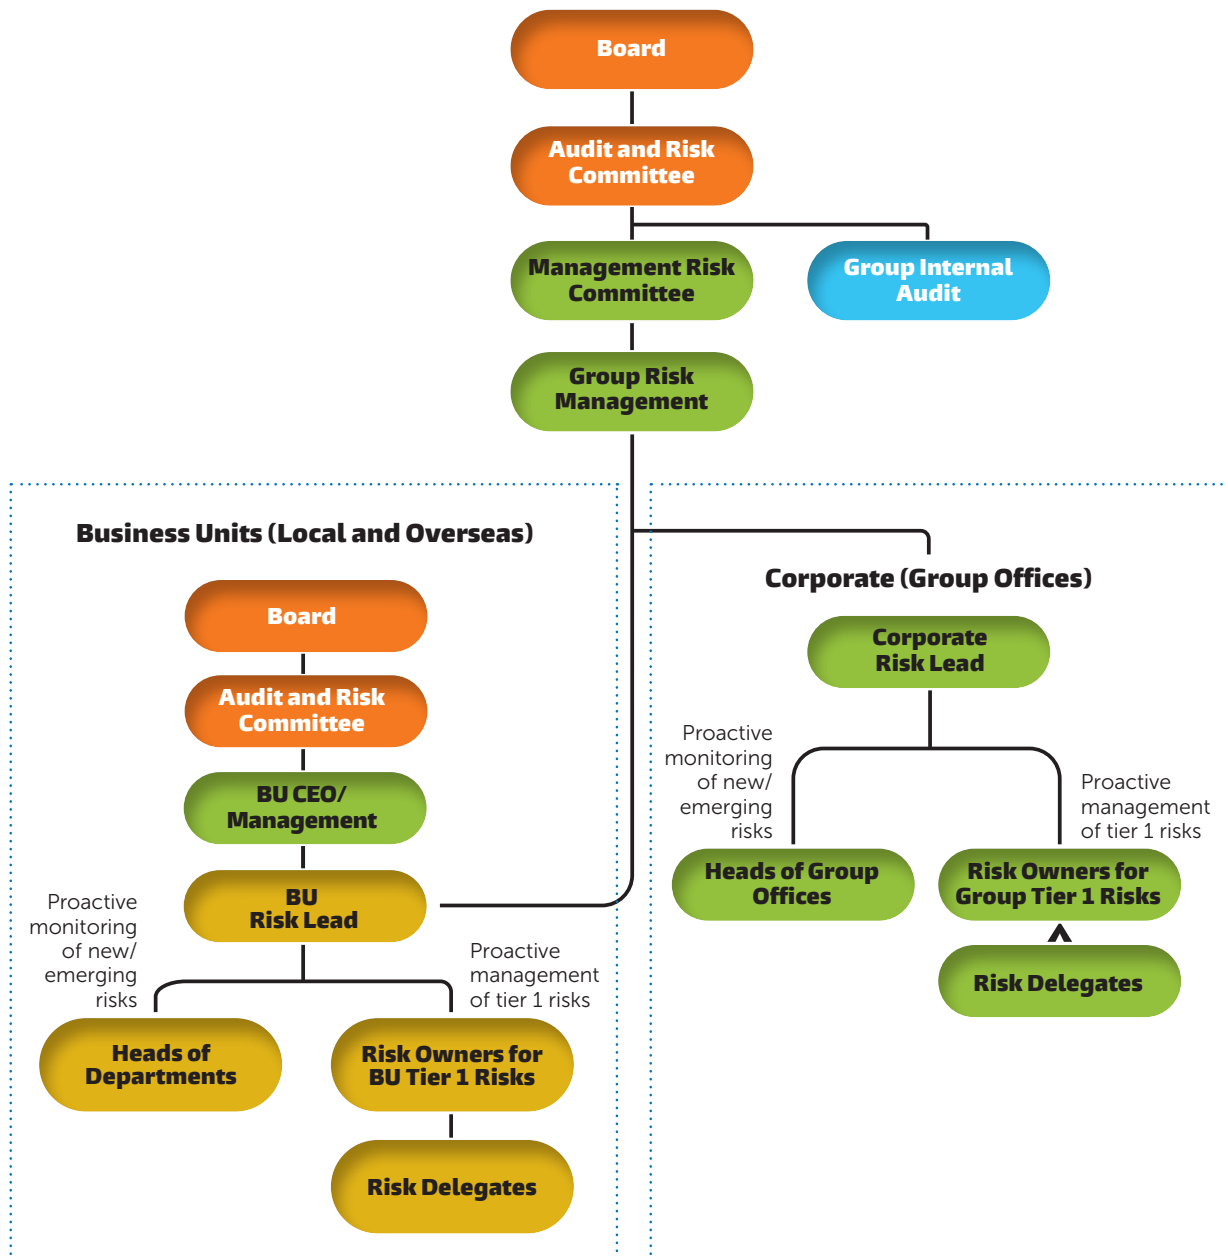 Board
Audit and Risk
Committee
Management Risk
Committee
Group Internal
Audit
Group Risk
Management
Business Units (Local and Overseas)
Board
Audit and Risk
Committee
BU CEO/
Management
BU
Risk Lead
Proactive
monitoring
of new/
emerging
risks
Proactive
management
of tier 1 risks
Heads of
Departments
Risk Owners for
BU Tier 1 Risks
Risk Delegates
Corporate (Group Offices)
Corporate
Risk Lead
Proactive
monitoring
of new/
emerging
risks
Proactive
management
of tier 1 risks
Heads of Group
Offices
Risk Owners for
Group Tier 1 Risks
Risk Delegates